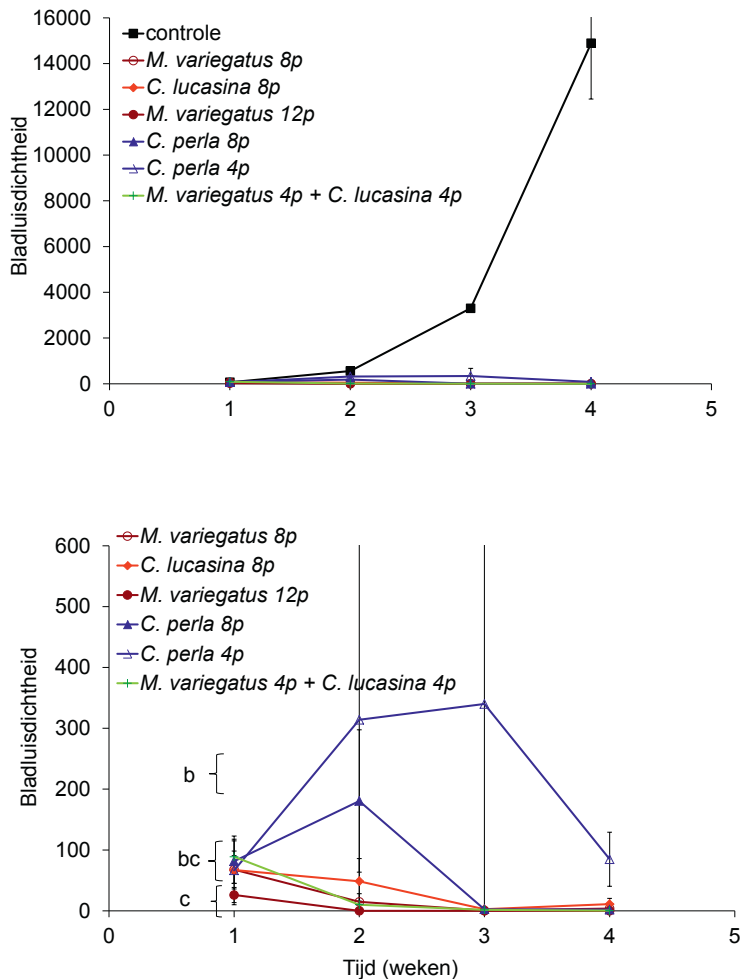 16000
14000
12000
10000
8000
6000
4000
2000
0
Bladluisdichtheid
controle
M. variegatus 8p
C. lucasina 8p
M. variegatus 12p
C. perla 8p
C. perla 4p
M. variegatus 4p + C. lucasina 4p
0 1 2 3 4 5
600
500
400
300
200
100
0
Bladluisdichtheid
M. variegatus 8p
C. lucasina 8p
M. variegatus 12p
C. perla 8p
C. perla 4p
M. variegatus 4p + C. lucasina 4p
b
bc
c
0 1 2 3 4 5
Tijd (weken)